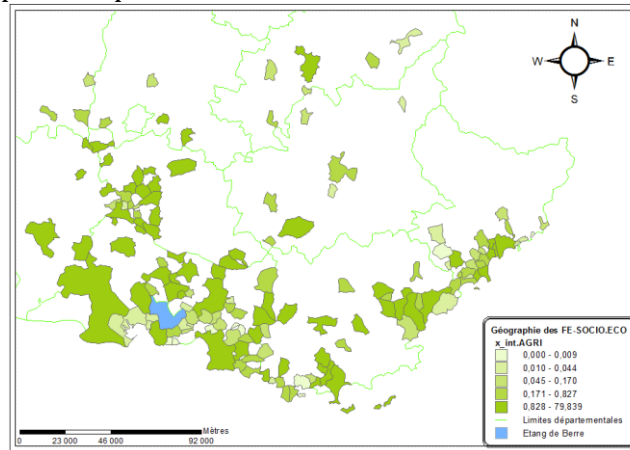 N
W E
S
Géographie des FE-SOCIO.ECO
x_int.AGRI
0,000 - 0,009
0,010 - 0,044
0,045 - 0,170
0,171 - 0,827
0,828 - 79,839
Limites départementales
Etang de Berre
Mètres
0 23 000 46 000 92 000